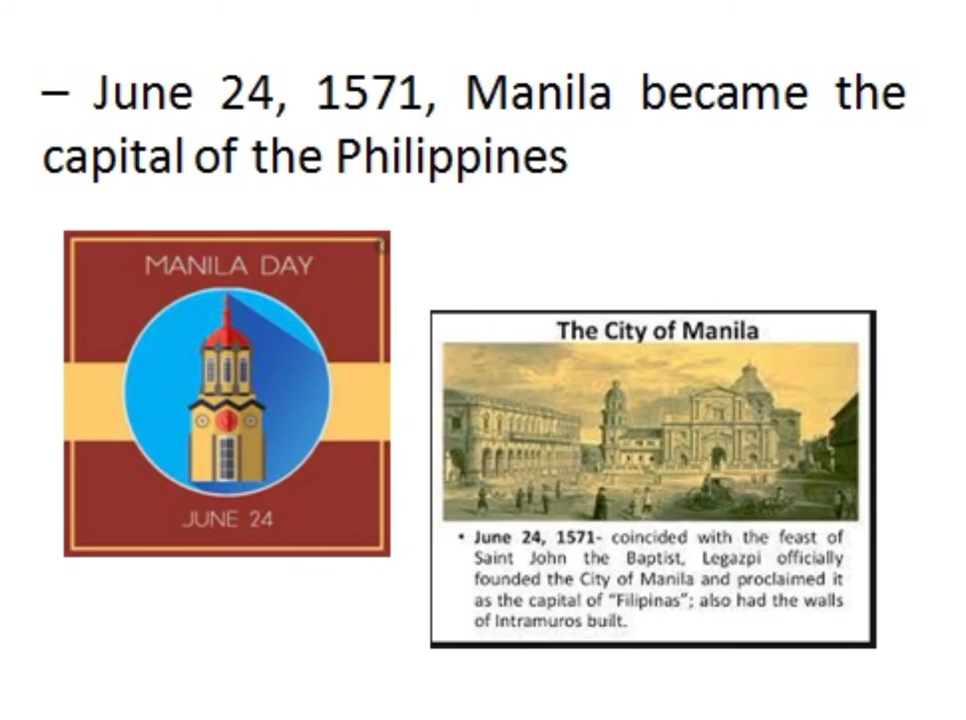 – June 24, 1571, Manila became the
capital of the Philippines
MANILA DAY
JUNE 24
The City of Manila
• June 24, 1571- coincided with the feast of
Saint John the Baptist, Legazpi officially
founded the City of Manila and proclaimed it
as the capital of “Filipinas”; also had the walls
of Intramuros built.